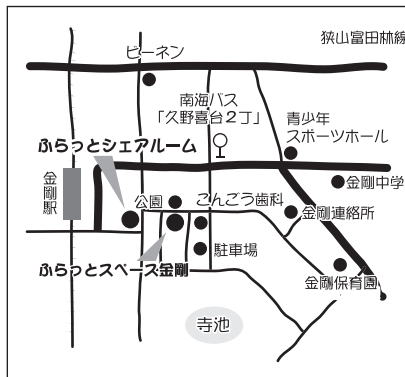 狭山富田林線
ビーネン
南海バス
「久野喜台2丁」
青少年
スポーツホール
ふらっとシェアルーム
金剛駅
公園
こんごう歯科
金剛中学
金剛連絡所
駐車場
ふらっとスペース金剛
金剛保育園
寺池